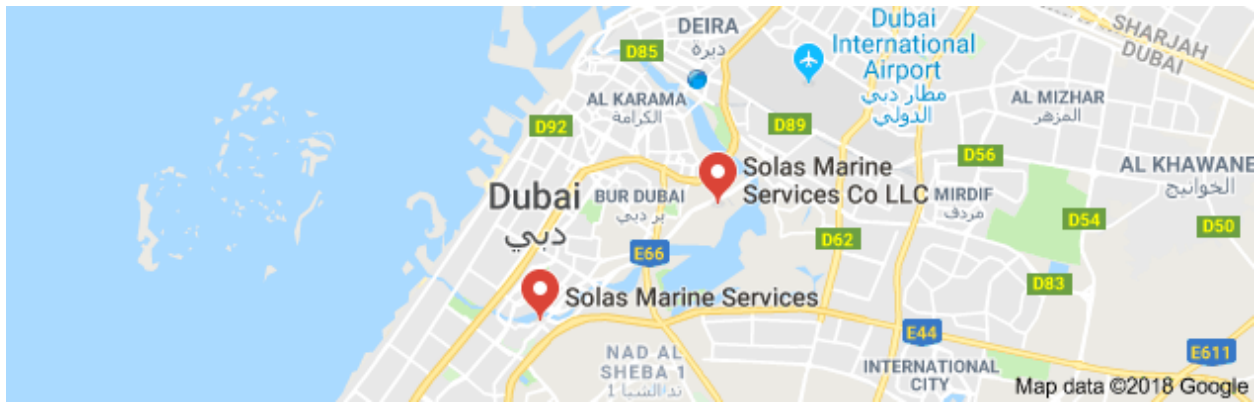 DEIRA
ديرة
D85
Dubai
International
Airport
مطار دبي
الدولي
SHARJAH
DUBAI
AL KARAMA
الكرامة
D92
D89
AL MIZHAR
المزهر
D56
AL KHAWANE
الخوانيج
Solas Marine
Services Co LLC
MIRDIF
مردف
Dubai
دبي
BUR DUBAI
بر دبي
D54
D50
D62
E66
D83
Solas Marine Services
E44
E611
NAD AL
SHEBA 1
ند الشبا 1
INTERNATIONAL
CITY
Map data ©2018 Google